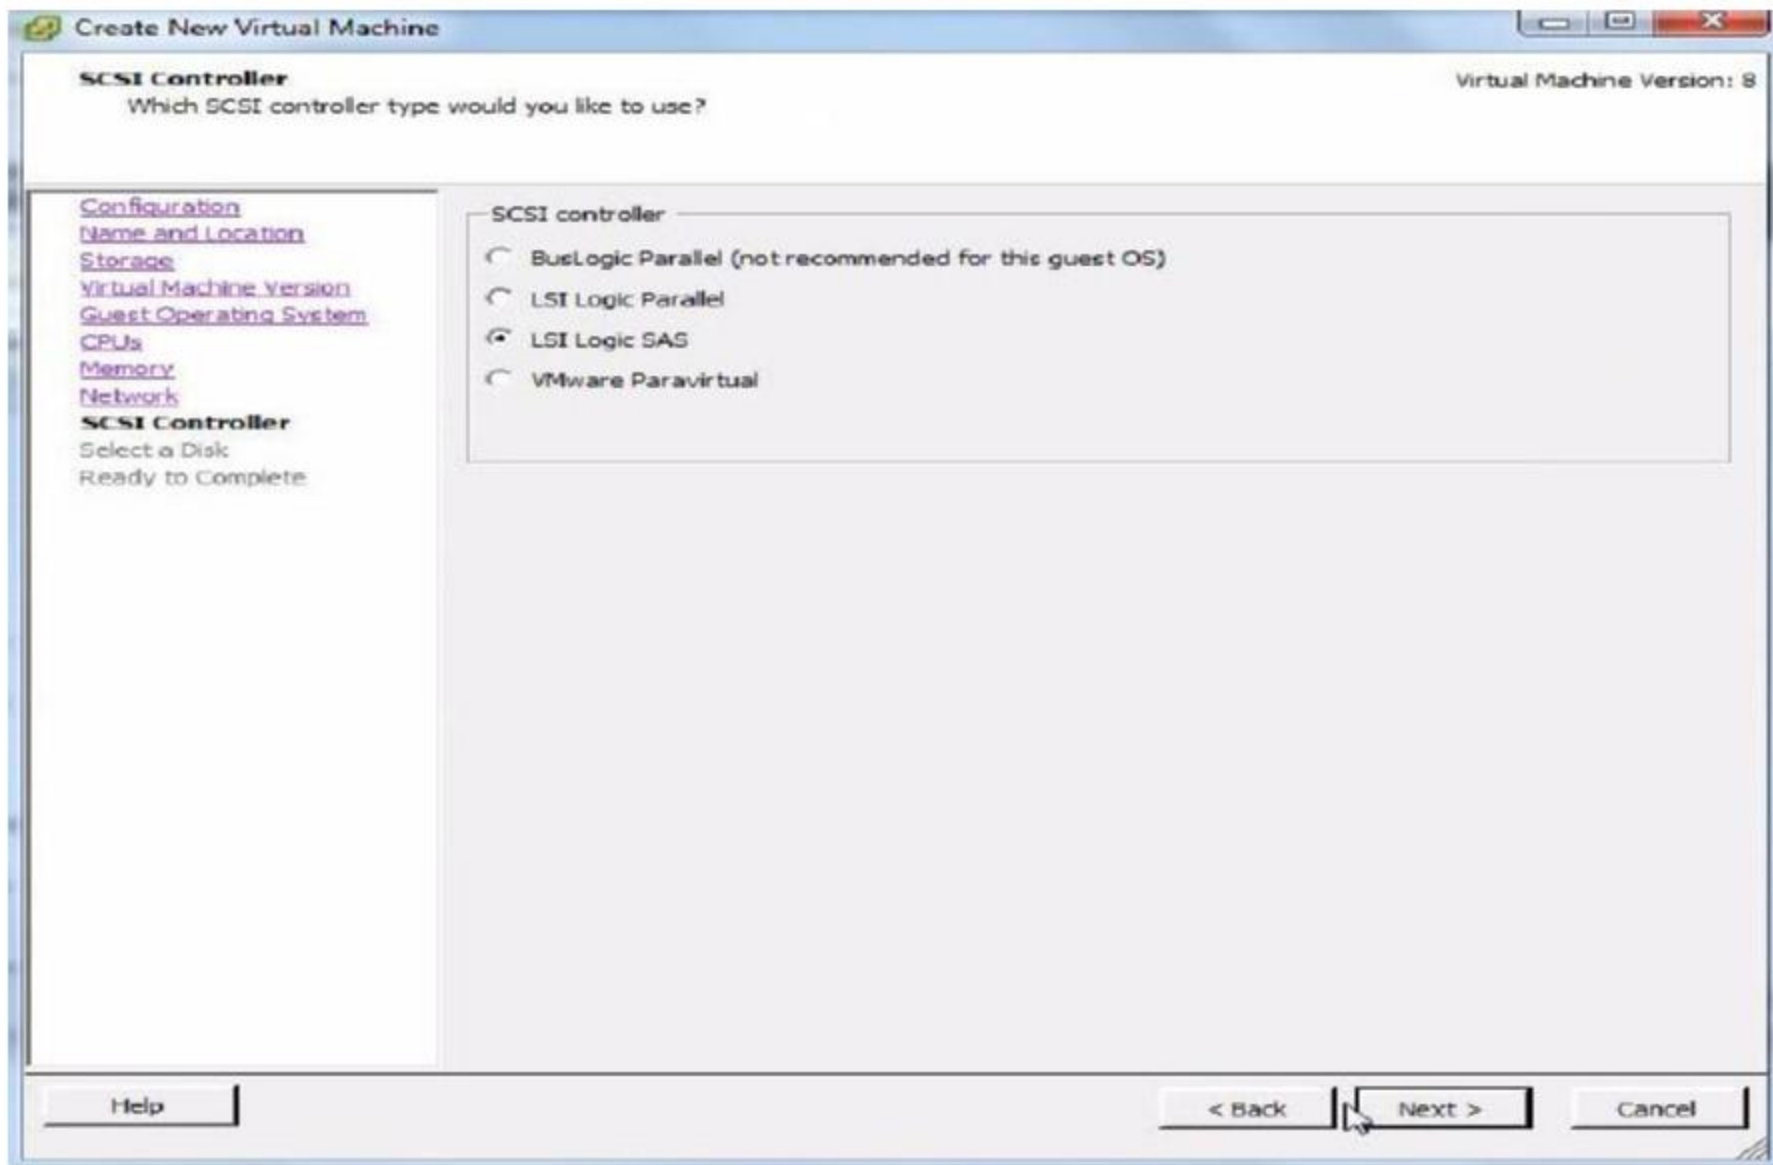 Create New Virtual Machine
SCSI Controller
Virtual Machine Version: 8
Which SCSI controller type would you like to use?
Configuration
Name and Location
Storage
Virtual Machine Version
Guest Operating System
CPUs
Memory
Network
SCSI Controller
Select a Disk
Ready to Complete
SCSI controller
BusLogic Parallel (not recommended for this guest OS)
LSI Logic Parallel
LSI Logic SAS
VMware Paravirtual
Help
< Back
Next >
Cancel